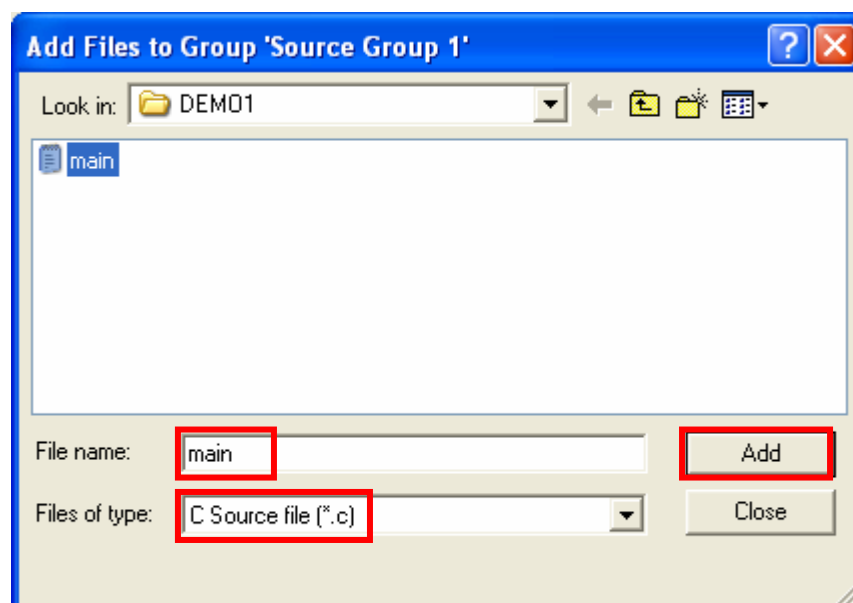 Add Files to Group 'Source Group 1'
Look in: DEMO1
main
File name: main Add
Files of type: C Source file (*.c) Close